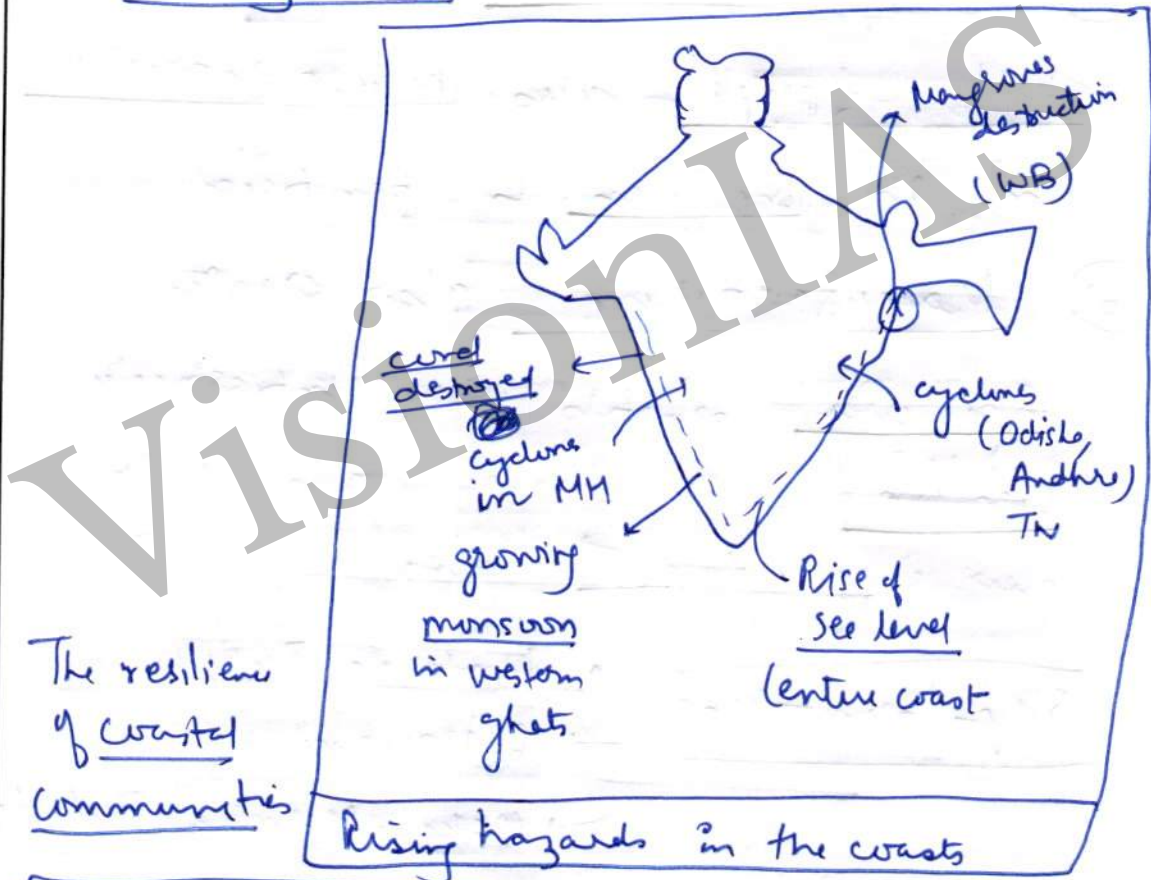 Mangroves
destruction
(WB)
coral
destroyed
cyclones
in MH
growing
monsoon
in western
ghats
cyclones
(Odisha,
Andhra)
TN
Rise of
sea level
(entire coast
The resilience
of coastal
communities
Rising hazards in the coasts
VisionIAS